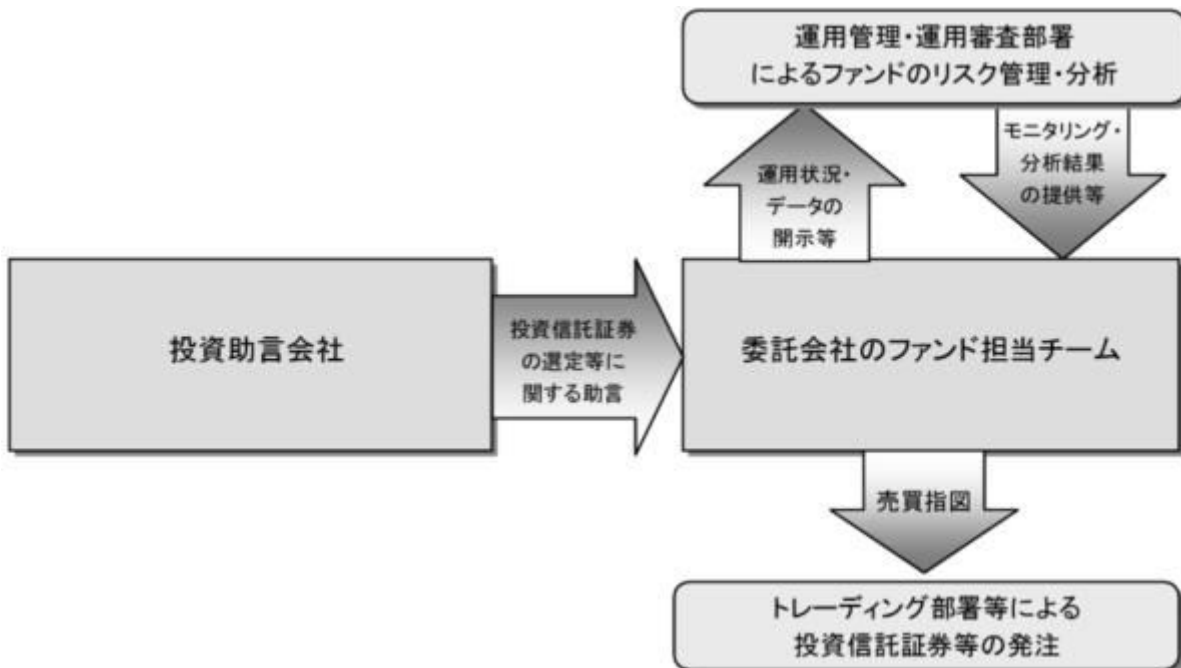 運用管理・運用審査部署
によるファンドのリスク管理・分析
運用状況・
データの
開示等
モニタリング・
分析結果
の提供等
投資助言会社
投資信託証券
の選定等に
関する助言
委託会社のファンド担当チーム
売買指図
トレーディング部署等による
投資信託証券等の発注